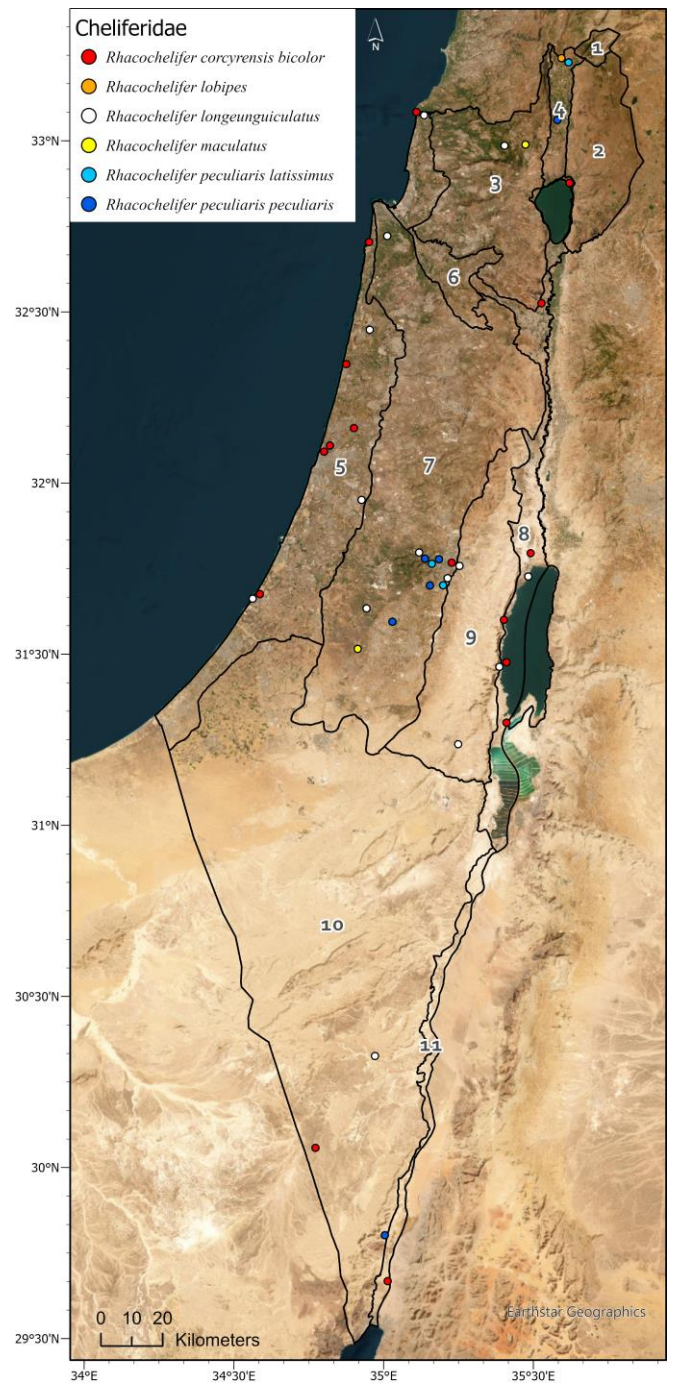 Cheliferidae
Rhacochelifer corcyrensis bicolor
Rhacochelifer lobipes
Rhacochelifer longeunguiculatus
Rhacochelifer maculatus
Rhacochelifer peculiaris latissimus
Rhacochelifer peculiaris peculiaris
N
1
4
2
33°N
3
6
32°30'N
5
7
32°N
8
9
31°30'N
31°N
10
30°30'N
11
30°N
Earthstar Geographics
0 10 20
Kilometers
29°30'N
34°E 34°30'E 35°E 35°30'E